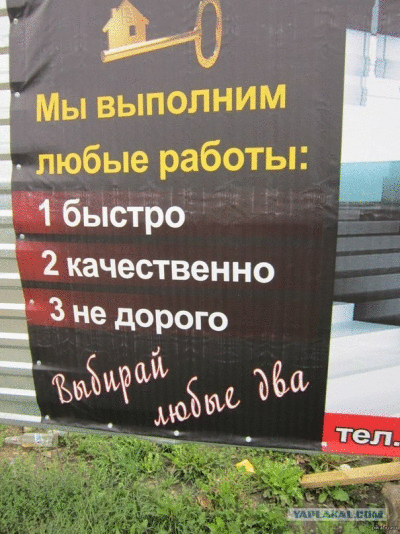 Мы выполним
любые работы:
1 быстро
2 качественно
3 не дорого
Выбирай
любые два
тел.
YAPLAKAL.COM